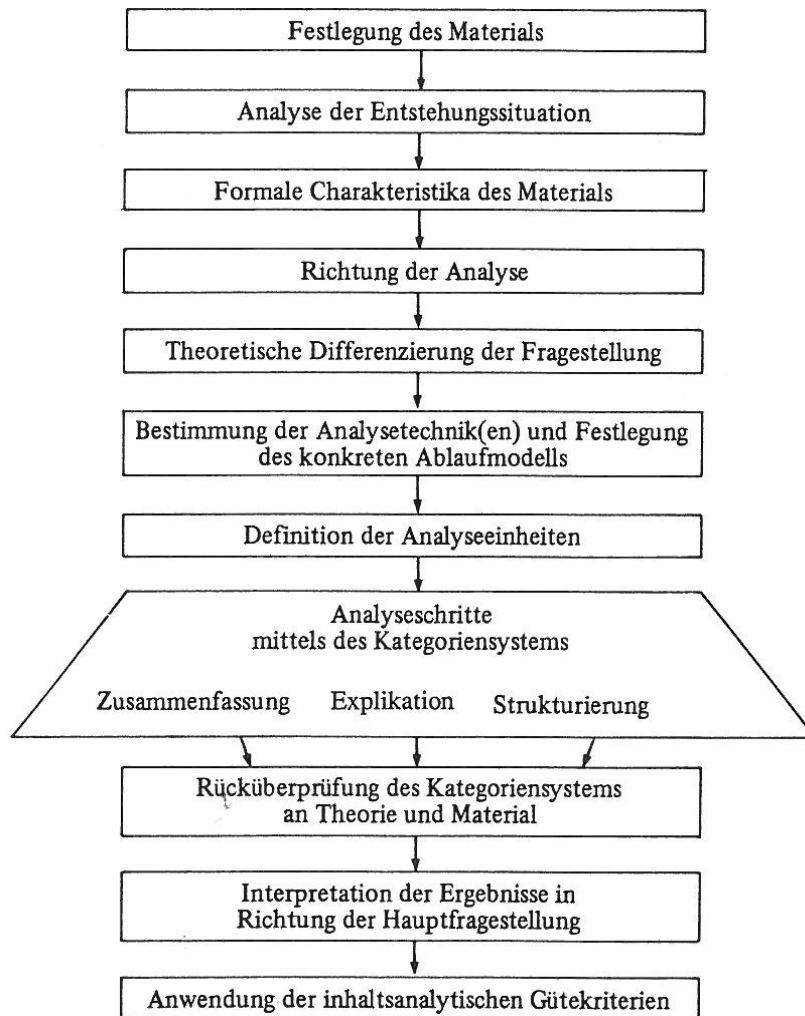 Festlegung des Materials
Analyse der Entstehungssituation
Formale Charakteristika des Materials
Richtung der Analyse
Theoretische Differenzierung der Fragestellung
Bestimmung der Analysetechnik(en) und Festlegung
des konkreten Ablaufmodells
Definition der Analyseeinheiten
Analyseschritte
mittels des Kategoriensystems
Zusammenfassung Explikation Strukturierung
Rücküberprüfung des Kategoriensystems
an Theorie und Material
Interpretation der Ergebnisse in
Richtung der Hauptfragestellung
Anwendung der inhaltsanalytischen Gütekriterien